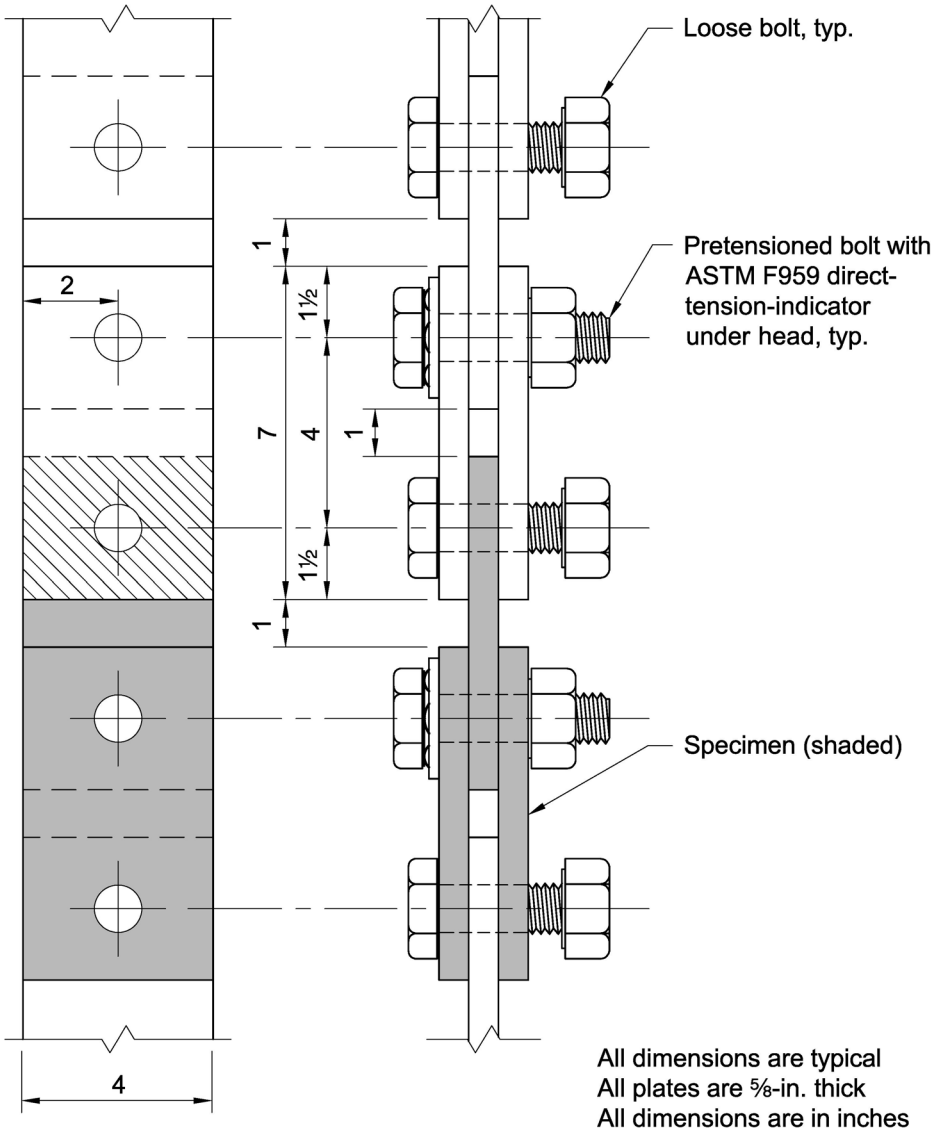 Loose bolt, typ.
1
Pretensioned bolt with
ASTM F959 direct-
tension-indicator
under head, typ.
2
1½
7
4
1
1½
1
Specimen (shaded)
4
All dimensions are typical
All plates are ⅝-in. thick
All dimensions are in inches